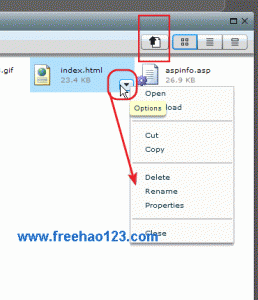 .gif
index.html
aspinfo.asp
23.4 KB
26.9 KB
Open
load
Options
Cut
Copy
Delete
Rename
Properties
www.freehao123.com
Close